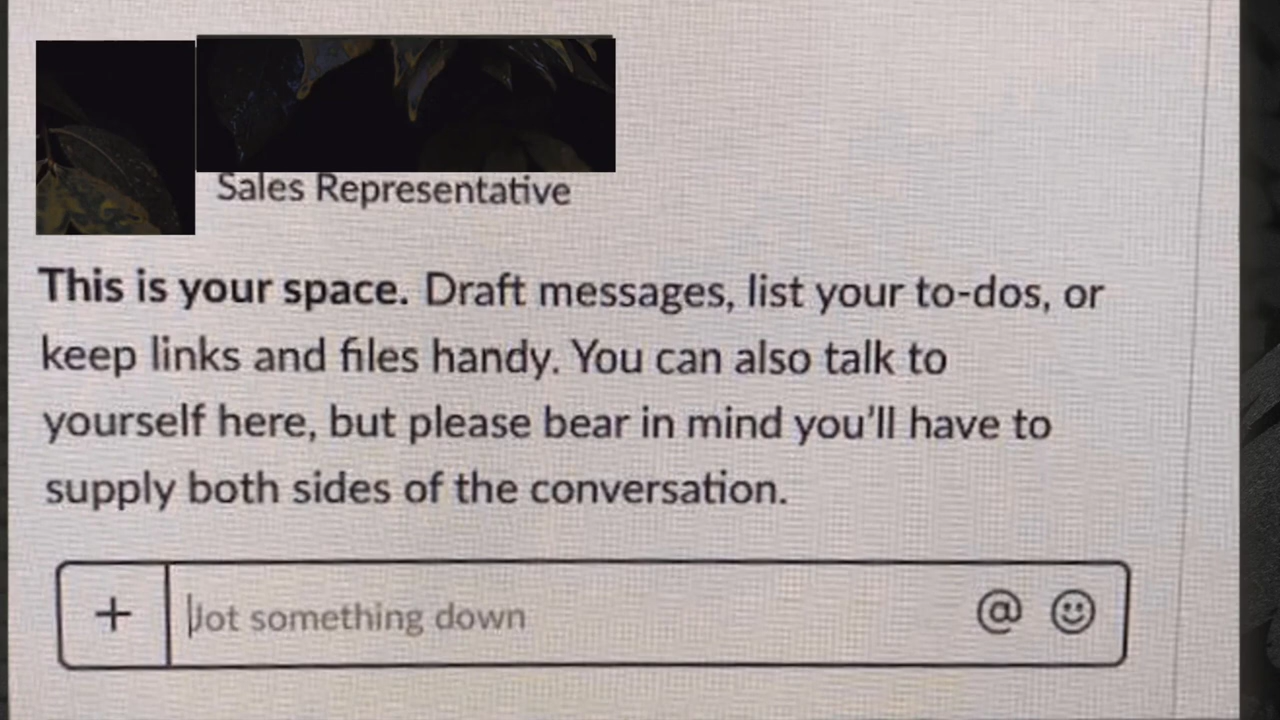 Sales Representative
This is your space. Draft messages, list your to-dos, or
keep links and files handy. You can also talk to
yourself here, but please bear in mind you'll have to
supply both sides of the conversation.
+ Jot something down @